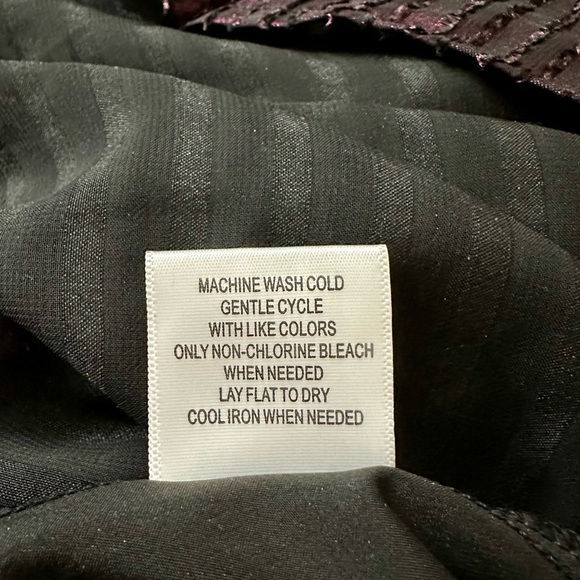 MACHINE WASH COLD
GENTLE CYCLE
WITH LIKE COLORS
ONLY NON-CHLORINE BLEACH
WHEN NEEDED
LAY FLAT TO DRY
COOL IRON WHEN NEEDED